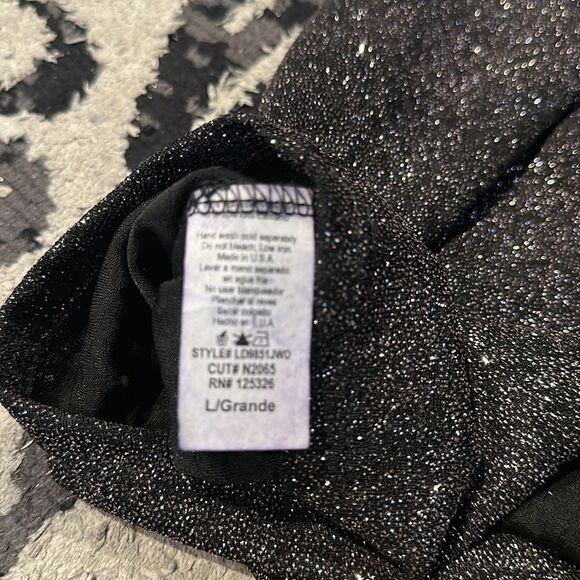 Hand wash cold separately
Do not bleach, Low iron
Made in U.S.A.
Lavar a mano separado
en agua fria
No usar blanqueador
Planchar al reves
Secar colgado
Hecho en E.U.A.
STYLE# LD9851JWD
CUT# N2065
RN# 125326
L/Grande